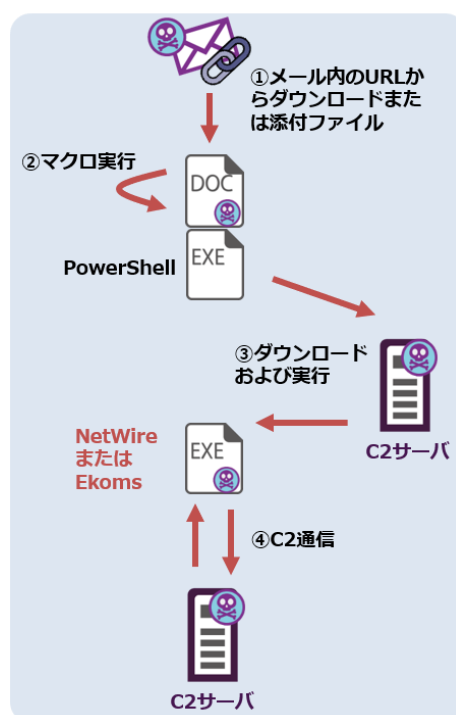 ①メール内のURLか
らダウンロードまた
は添付ファイル
②マクロ実行
DOC
EXE
PowerShell
③ダウンロード
および実行
C2サーバ
NetWire
または
Ekoms
EXE
④C2通信
C2サーバ